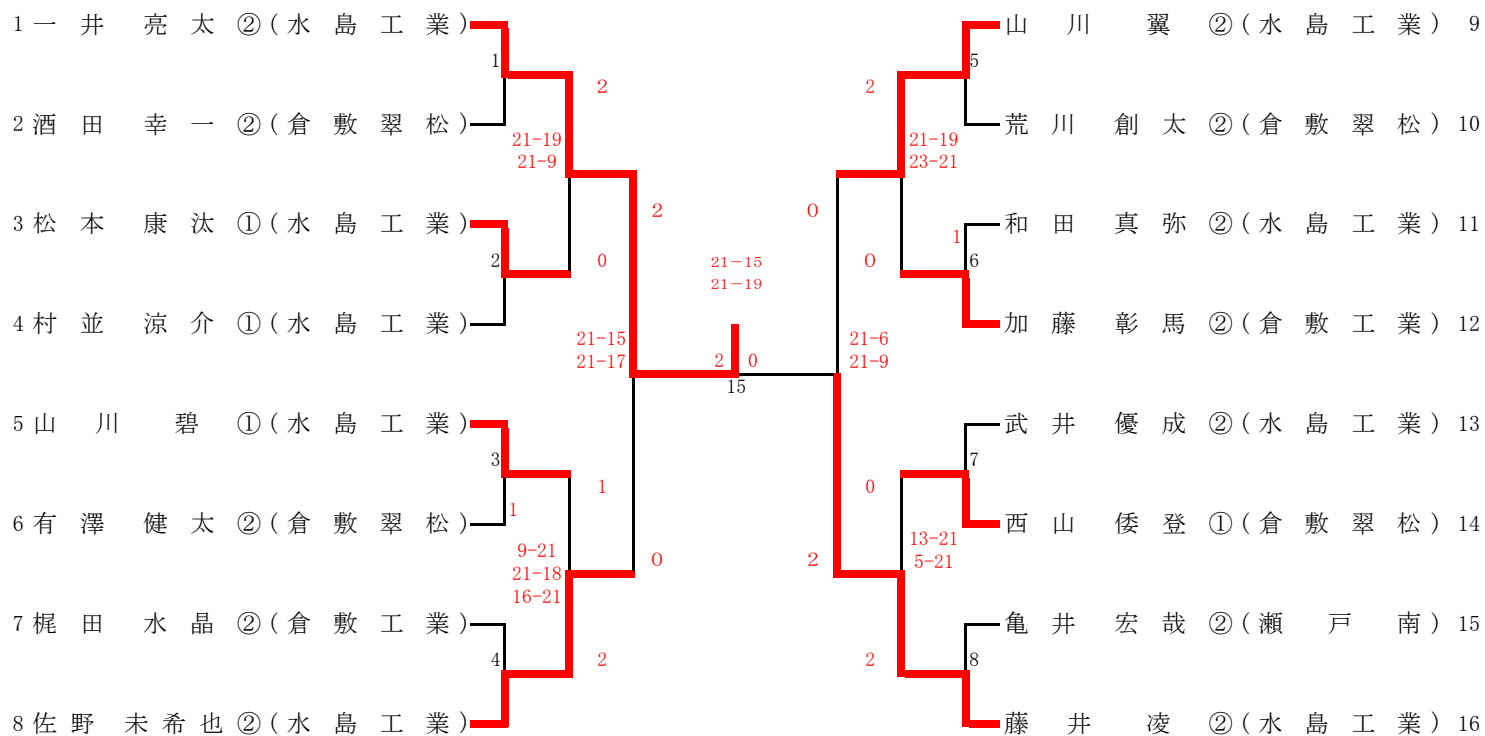 1 一井 亮太 ②(水島工業)
山川 翼 ②(水島工業) 9
1
5
2
2
2 酒田 幸一 ②(倉敷翠松)
荒川 創太 ②(倉敷翠松) 10
21-19
21-9
21-19
23-21
3 松本 康汰 ①(水島工業)
2
0
和田 真弥 ②(水島工業) 11
1
2
0
21-15
21-19
0
6
4 村並 涼介 ①(水島工業)
加藤 彰馬 ②(倉敷工業) 12
21-15
21-17
2 0
15
21-6
21-9
5 山川 碧 ①(水島工業)
武井 優成 ②(水島工業) 13
3
7
1
0
6 有澤 健太 ②(倉敷翠松)
1
西山 倭登 ①(倉敷翠松) 14
9-21
21-18
16-21
0
2
13-21
5-21
7 梶田 水晶 ②(倉敷工業)
亀井 宏哉 ②(瀬戸南) 15
4
2
2
8
8 佐野 未希也 ②(水島工業)
藤井 凌 ②(水島工業) 16